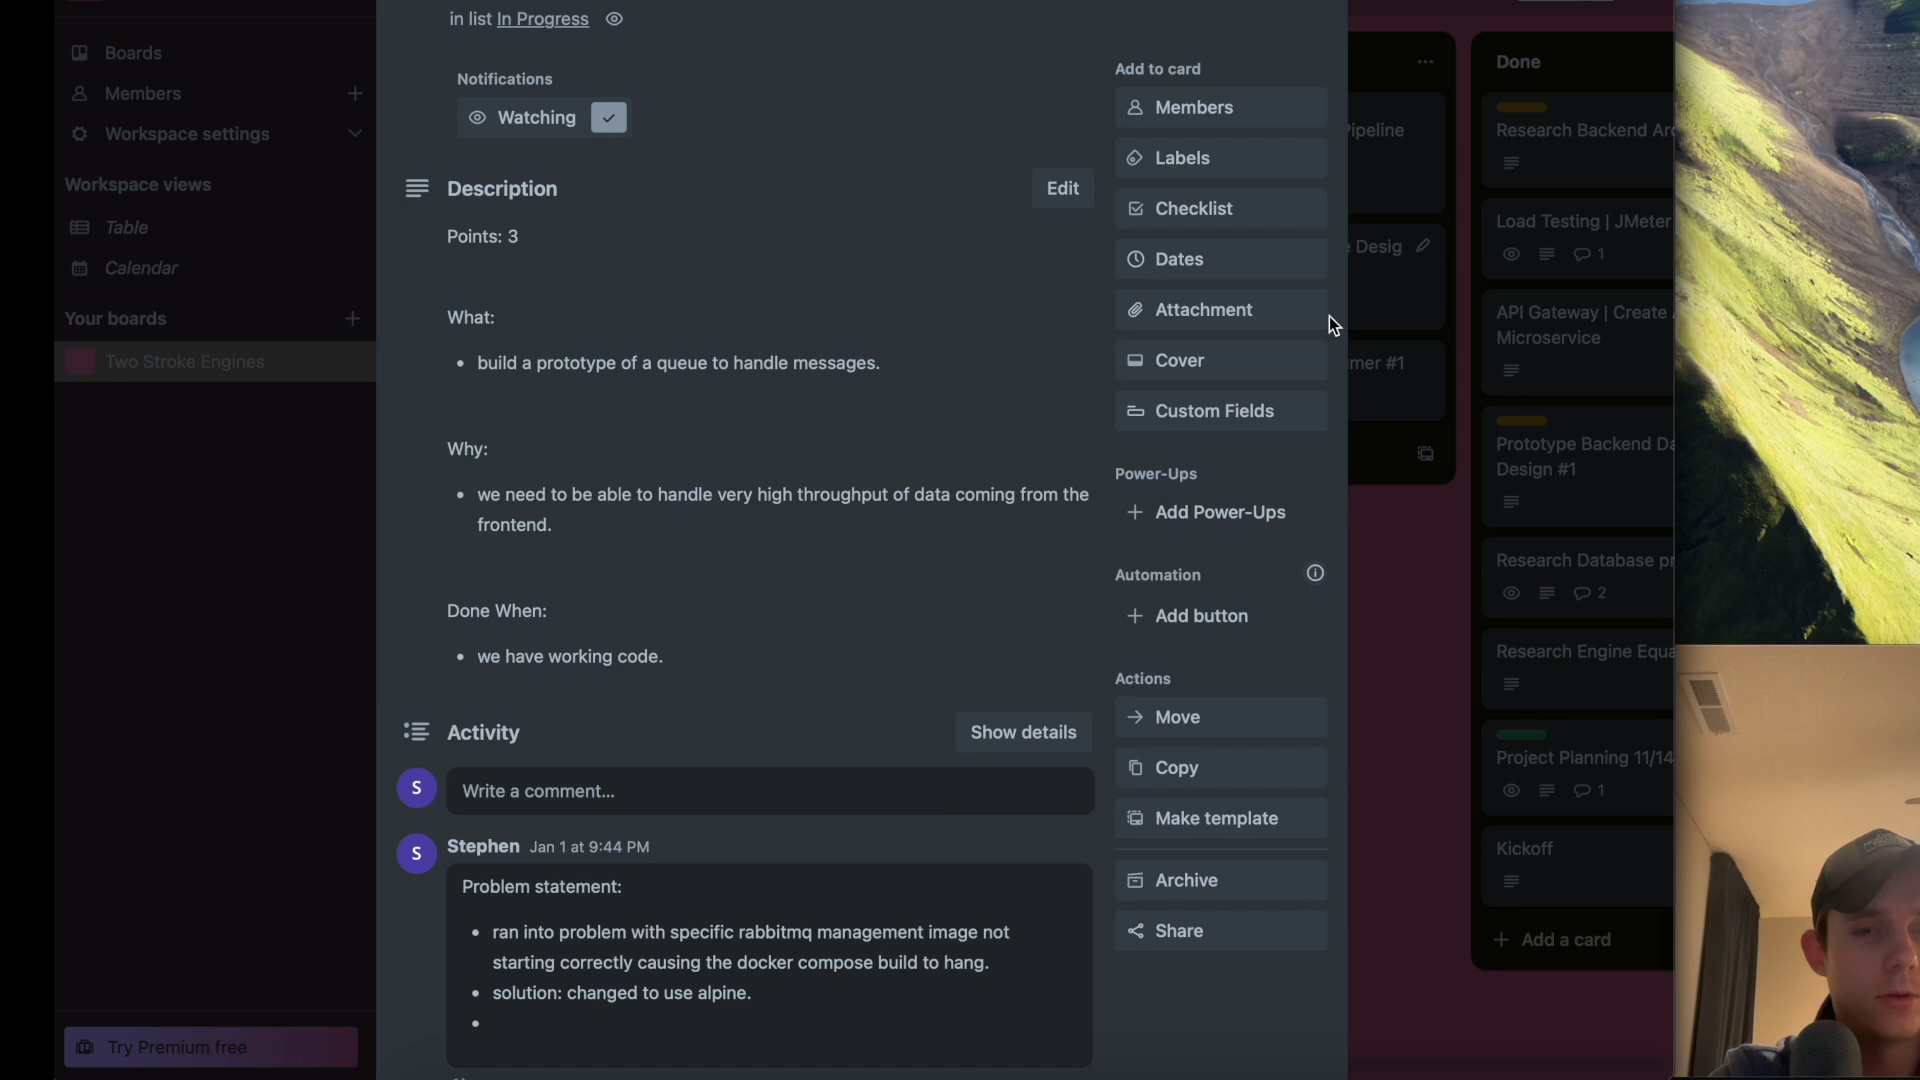 in list In Progress
Boards
Members
Workspace settings
Workspace views
Table
Calendar
Your boards
Two Stroke Engines
Try Premium free
Notifications
Watching
Description
Edit
Points: 3
What:
• build a prototype of a queue to handle messages.
Why:
• we need to be able to handle very high throughput of data coming from the
frontend.
Done When:
• we have working code.
Activity
Show details
S
Write a comment...
S
Stephen Jan 1 at 9:44 PM
Problem statement:
• ran into problem with specific rabbitmq management image not
starting correctly causing the docker compose build to hang.
• solution: changed to use alpine.
•
Add to card
Members
Labels
Checklist
Dates
Attachment
Cover
Custom Fields
Power-Ups
Add Power-Ups
Automation
Add button
Actions
Move
Copy
Make template
Archive
Share
ipeline
Desig
mer #1
Done
Research Backend Arc
Load Testing | JMeter
1
API Gateway | Create
Microservice
Prototype Backend Da
Design #1
Research Database pr
2
Research Engine Equa
Project Planning 11/14
1
Kickoff
Add a card